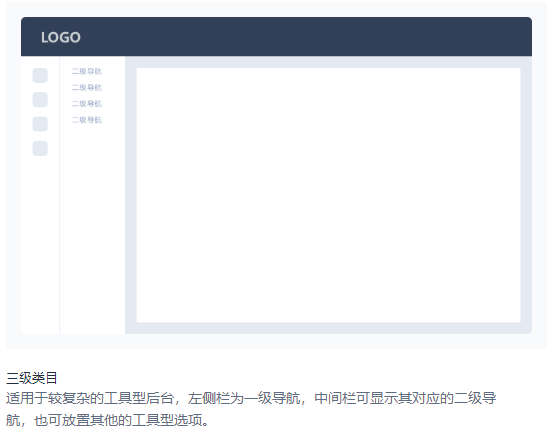 LOGO
二级导航
二级导航
二级导航
二级导航
三级类目
适用于较复杂的工具型后台，左侧栏为一级导航，中间栏可显示其对应的二级导
航，也可放置其他的工具型选项。